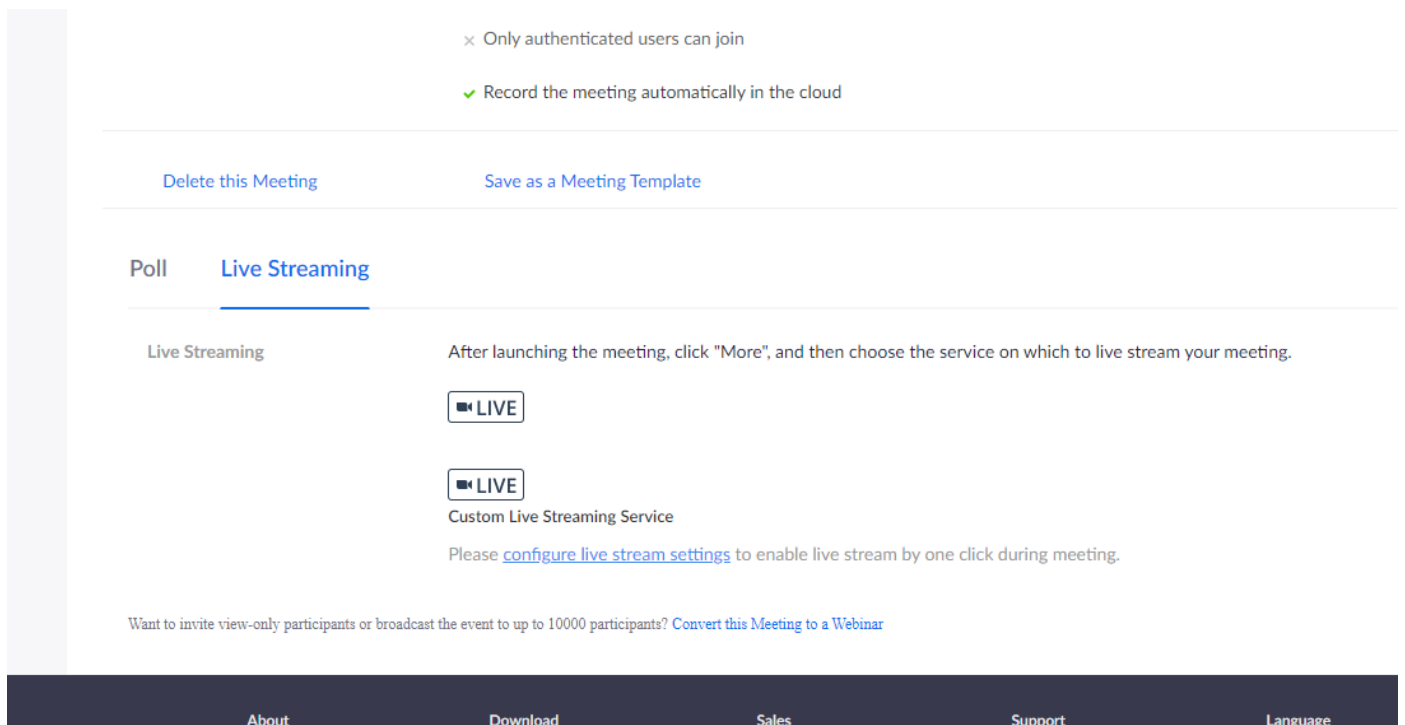 Only authenticated users can join
Record the meeting automatically in the cloud
Delete this Meeting Save as a Meeting Template
Poll Live Streaming
Live Streaming After launching the meeting, click "More", and then choose the service on which to live stream your meeting.
LIVE
LIVE
Custom Live Streaming Service
Please configure live stream settings to enable live stream by one click during meeting.
Want to invite view-only participants or broadcast the event to up to 10000 participants? Convert this Meeting to a Webinar
About Download Sales Support Language